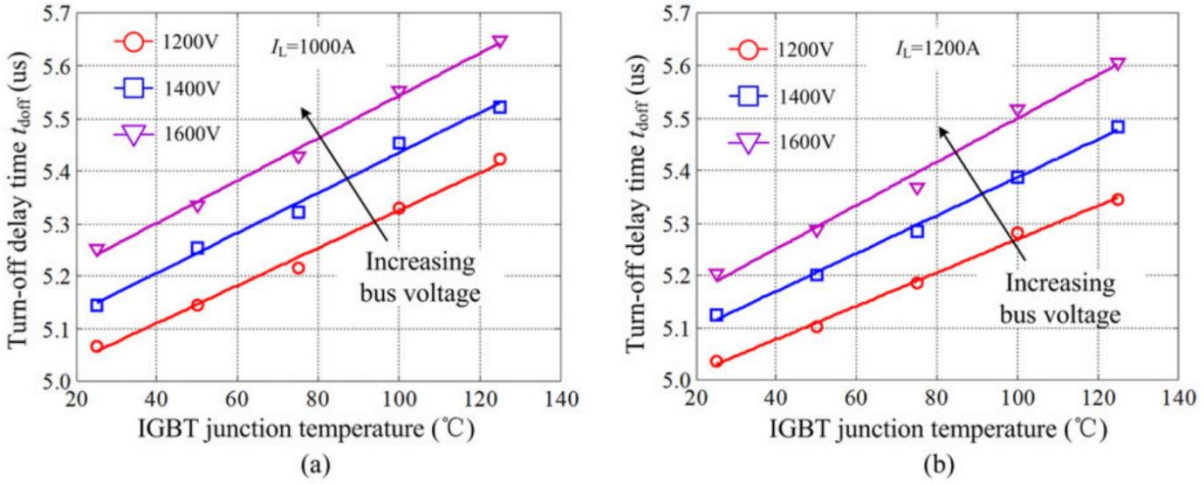 Turn-off delay time tdoff (us)
5.7
5.6
5.5
5.4
5.3
5.2
5.1
5.0
1200V
1400V
1600V
IL=1000A
Increasing
bus voltage
20 40 60 80 100 120 140
IGBT junction temperature (℃)
(a)
Turn-off delay time tdoff (us)
5.7
5.6
5.5
5.4
5.3
5.2
5.1
5.0
1200V
1400V
1600V
IL=1200A
Increasing
bus voltage
20 40 60 80 100 120 140
IGBT junction temperature (℃)
(b)